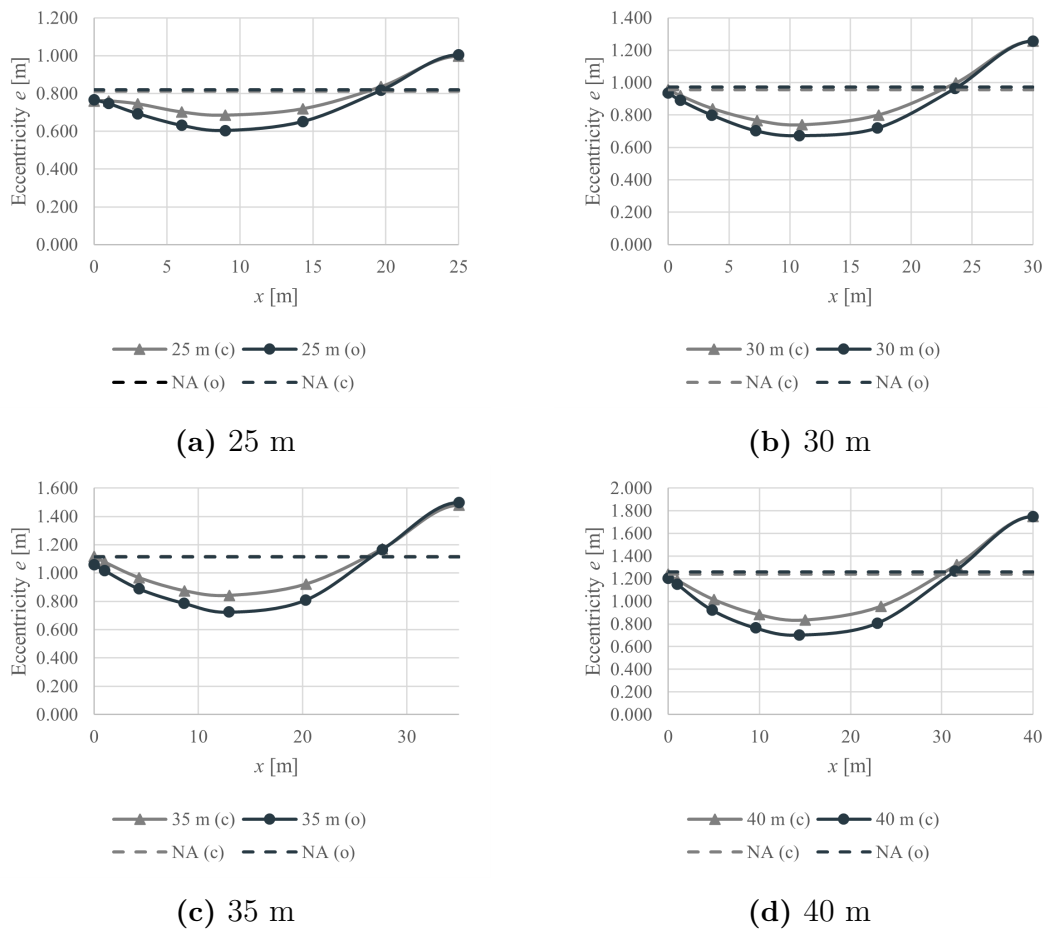 1.200
1.000
0.800
0.600
0.400
0.200
0.000
Eccentricity e [m]
0 5 10 15 20 25
x [m]
25 m (c) 25 m (o)
NA (o) NA (c)
(a) 25 m
1.400
1.200
1.000
0.800
0.600
0.400
0.200
0.000
Eccentricity e [m]
0 5 10 15 20 25 30
x [m]
30 m (c) 30 m (o)
NA (c) NA (o)
(b) 30 m
1.600
1.400
1.200
1.000
0.800
0.600
0.400
0.200
0.000
Eccentricity e [m]
0 10 20 30
x [m]
35 m (c) 35 m (o)
NA (c) NA (o)
(c) 35 m
2.000
1.800
1.600
1.400
1.200
1.000
0.800
0.600
0.400
0.200
0.000
Eccentricity e [m]
0 10 20 30 40
x [m]
40 m (c) 40 m (c)
NA (c) NA (o)
(d) 40 m